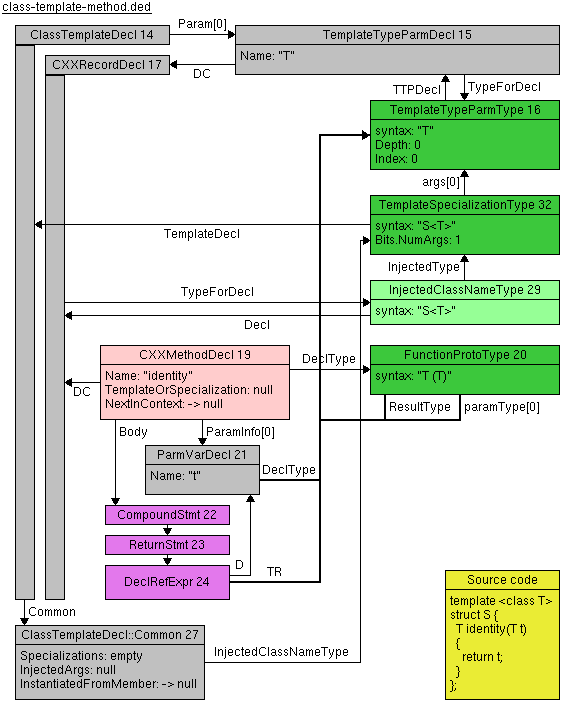 class-template-method.ded
ClassTemplateDecl 14
Param[0]
TemplateTypeParmDecl 15
Name: "T"
CXXRecordDecl 17
DC
TTPDecl
TypeForDecl
TemplateTypeParmType 16
syntax: "T"
Depth: 0
Index: 0
args[0]
TemplateSpecializationType 32
syntax: "S<T>"
Bits.NumArgs: 1
TemplateDecl
InjectedType
TypeForDecl
InjectedClassNameType 29
syntax: "S<T>"
Decl
CXXMethodDecl 19
Name: "identity"
TemplateOrSpecialization: null
NextInContext: -> null
DeclType
FunctionProtoType 20
syntax: "T (T)"
DC
ResultType
paramType[0]
Body
ParamInfo[0]
ParmVarDecl 21
Name: "t"
DeclType
CompoundStmt 22
ReturnStmt 23
D
TR
DeclRefExpr 24
Source code
template <class T>
struct S {
T identity(T t)
{
return t;
}
};
Common
ClassTemplateDecl::Common 27
Specializations: empty
InjectedArgs: null
InstantiatedFromMember: -> null
InjectedClassNameType